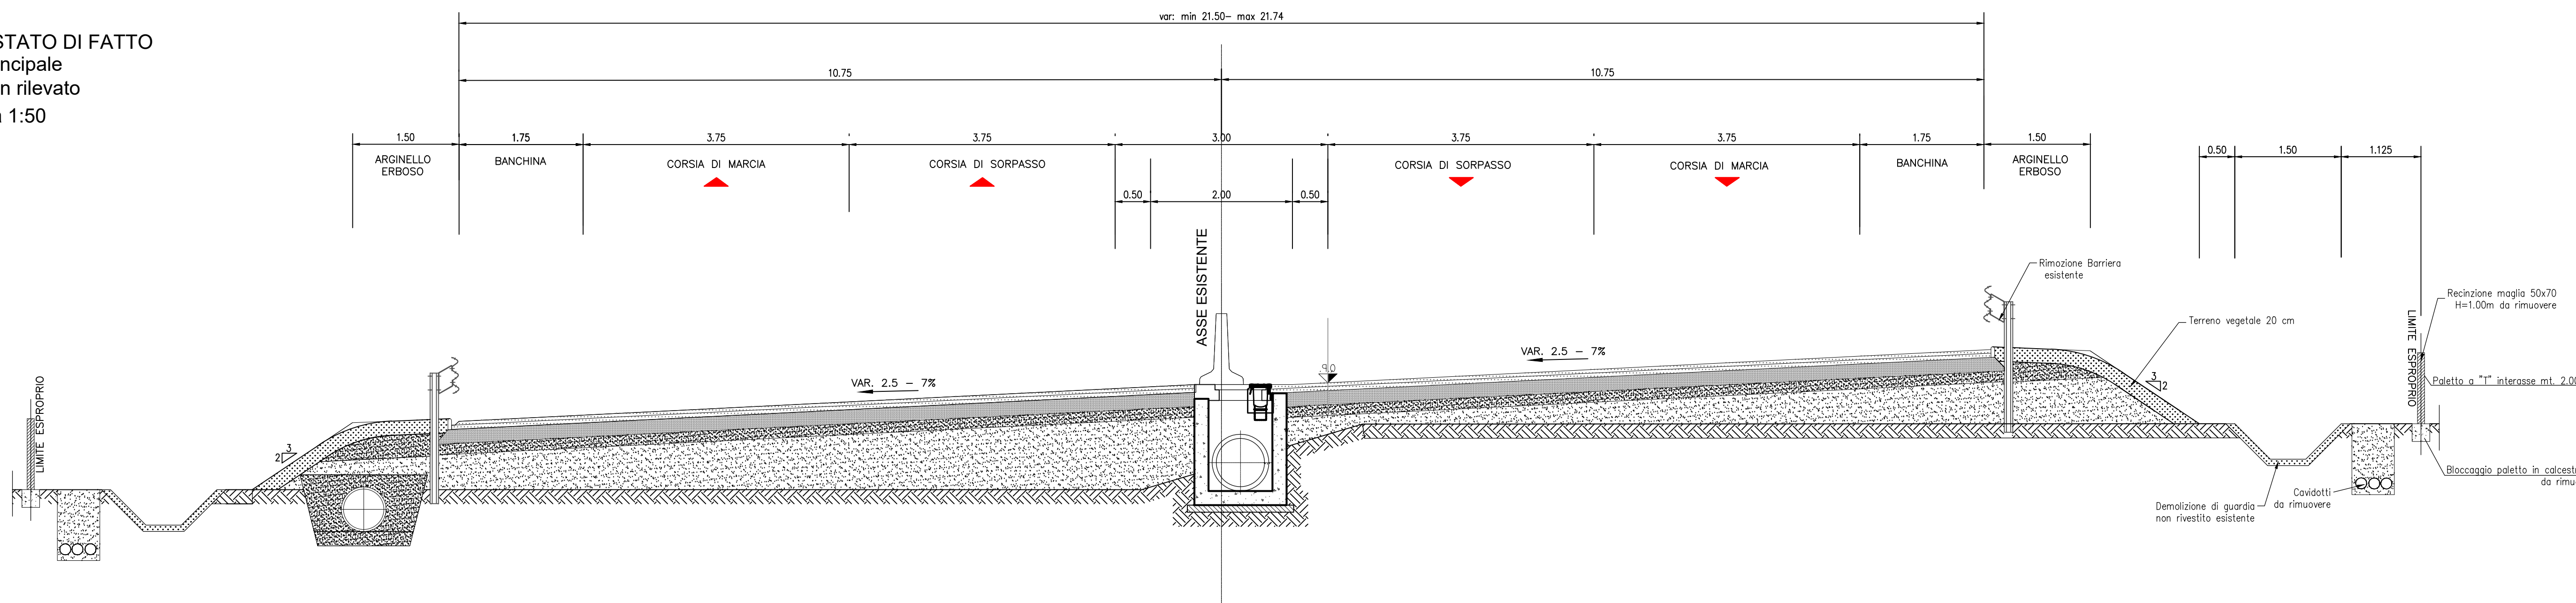 STATO DI FATTO
ncipale
n rilevato
1:50
var: min 21.50- max 21.74
10.75
10.75
1.50
1.75
3.75
3.75
3.00
3.75
3.75
1.75
1.50
ARGINELLO
ERBOSO
BANCHINA
CORSIA DI MARCIA
CORSIA DI SORPASSO
CORSIA DI SORPASSO
CORSIA DI MARCIA
BANCHINA
ARGINELLO
ERBOSO
0.50
1.50
1.125
0.50
2.00
0.50
ASSE ESISTENTE
Rimozione Barriera
esistente
Recinzione maglia 50x70
H=1.00m da rimuovere
Terreno vegetale 20 cm
LIMITE ESPROPRIO
VAR. 2.5 - 7%
VAR. 2.5 - 7%
Paletto a "T" interasse mt. 2.00
3
2
LIMITE ESPROPRIO
3
2
Bloccaggio paletto in calcest
da rimu
Cavidotti
da rimuovere
Demolizione di guardia
non rivestito esistente